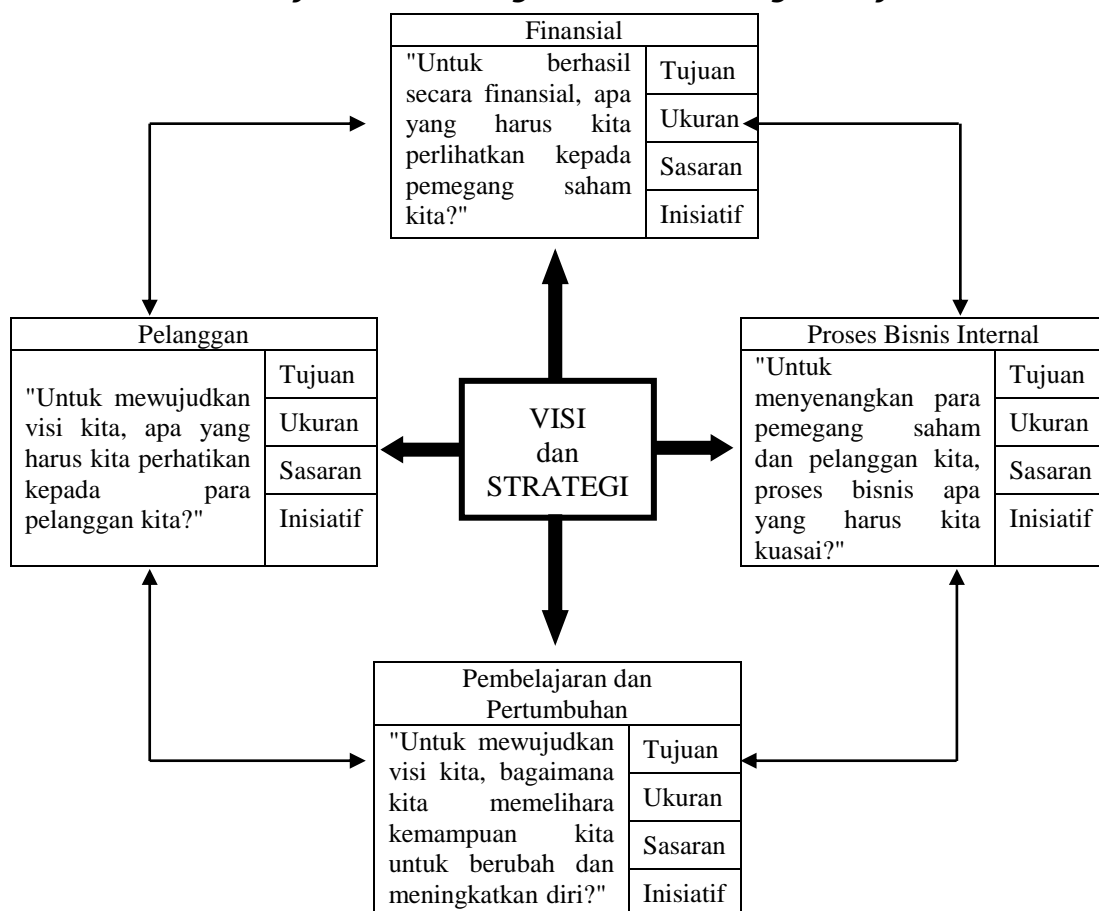 Finansial
"Untuk berhasil
secara finansial, apa
yang harus kita
perlihatkan kepada
pemegang saham
kita?"
Tujuan
Ukuran
Sasaran
Inisiatif
Pelanggan
"Untuk mewujudkan
visi kita, apa yang
harus kita perhatikan
kepada para
pelanggan kita?"
Tujuan
Ukuran
Sasaran
Inisiatif
VISI
dan
STRATEGI
Proses Bisnis Internal
"Untuk
menyenangkan para
pemegang saham
dan pelanggan kita,
proses bisnis apa
yang harus kita
kuasai?"
Tujuan
Ukuran
Sasaran
Inisiatif
Pembelajaran dan
Pertumbuhan
"Untuk mewujudkan
visi kita, bagaimana
kita memelihara
kemampuan kita
untuk berubah dan
meningkatkan diri?"
Tujuan
Ukuran
Sasaran
Inisiatif